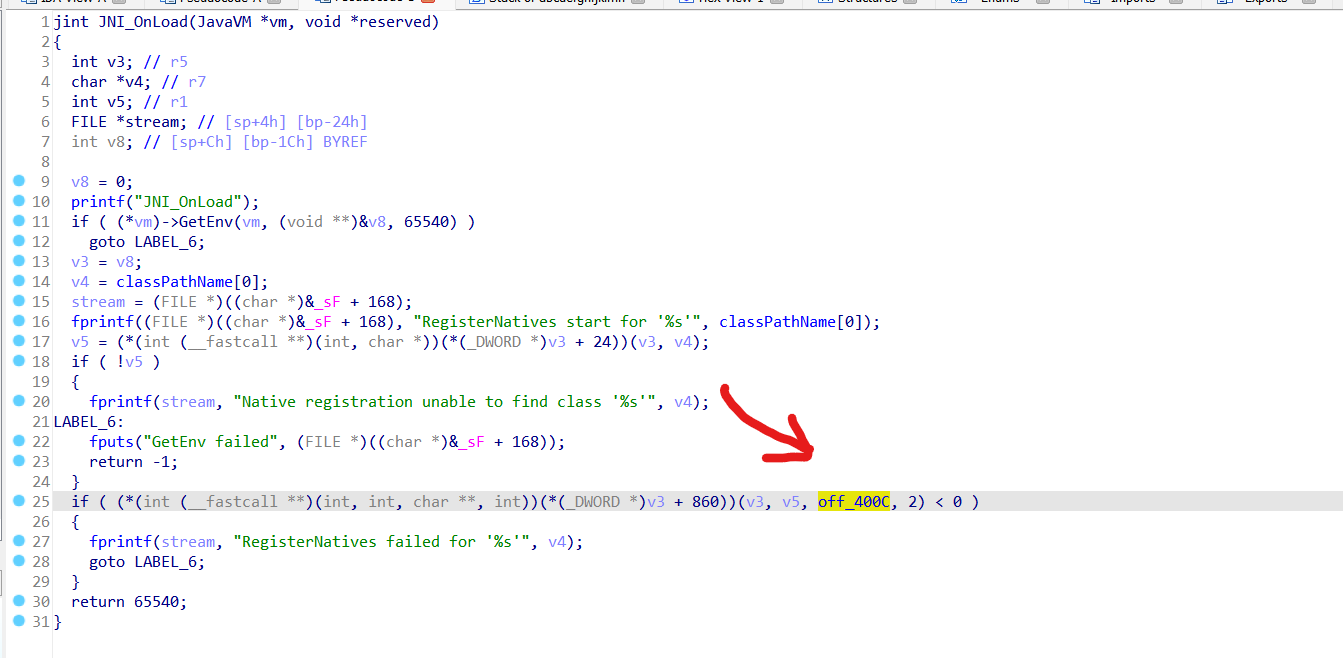 1 jint JNI_OnLoad(JavaVM *vm, void *reserved)
2 {
3 int v3; // r5
4 char *v4; // r7
5 int v5; // r1
6 FILE *stream; // [sp+4h] [bp-24h]
7 int v8; // [sp+Ch] [bp-1Ch] BYREF
8
9 v8 = 0;
10 printf("JNI_OnLoad");
11 if ( (*vm)->GetEnv(vm, (void **)&v8, 65540) )
12 goto LABEL_6;
13 v3 = v8;
14 v4 = classPathName[0];
15 stream = (FILE *)((char *)&_sF + 168);
16 fprintf((FILE *)((char *)&_sF + 168), "RegisterNatives start for '%s'", classPathName[0]);
17 v5 = (*(int (__fastcall **)(int, char *))(*(_DWORD *)v3 + 24))(v3, v4);
18 if ( !v5 )
19 {
20 fprintf(stream, "Native registration unable to find class '%s'", v4);
21 LABEL_6:
22 fputs("GetEnv failed", (FILE *)((char *)&_sF + 168));
23 return -1;
24 }
25 if ( (*(int (__fastcall **)(int, int, char **, int))(*(_DWORD *)v3 + 860))(v3, v5, off_400C, 2) < 0 )
26 {
27 fprintf(stream, "RegisterNatives failed for '%s'", v4);
28 goto LABEL_6;
29 }
30 return 65540;
31 }